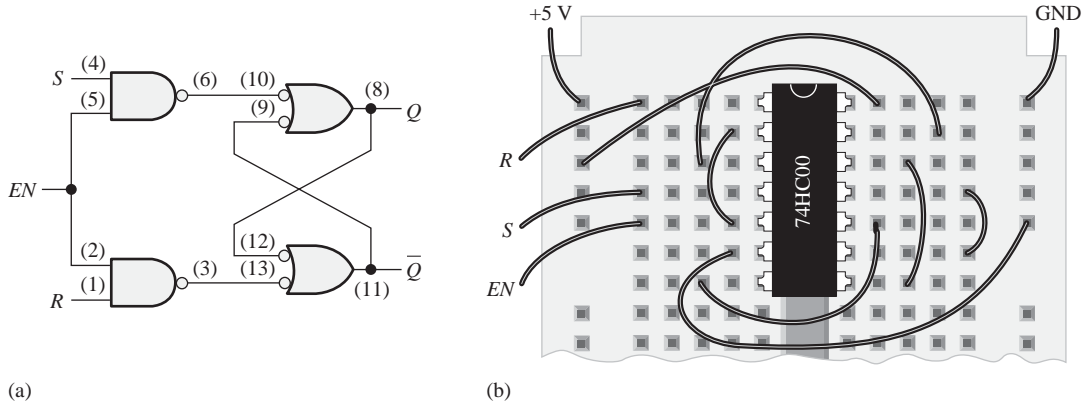 S
(4)
(5)
(6)
(10)
(9)
(8)
Q
EN
(2)
(1)
R
(3)
(12)
(13)
(11)
Q̅
(a)
+5 V
GND
R
S
EN
74HC00
(b)